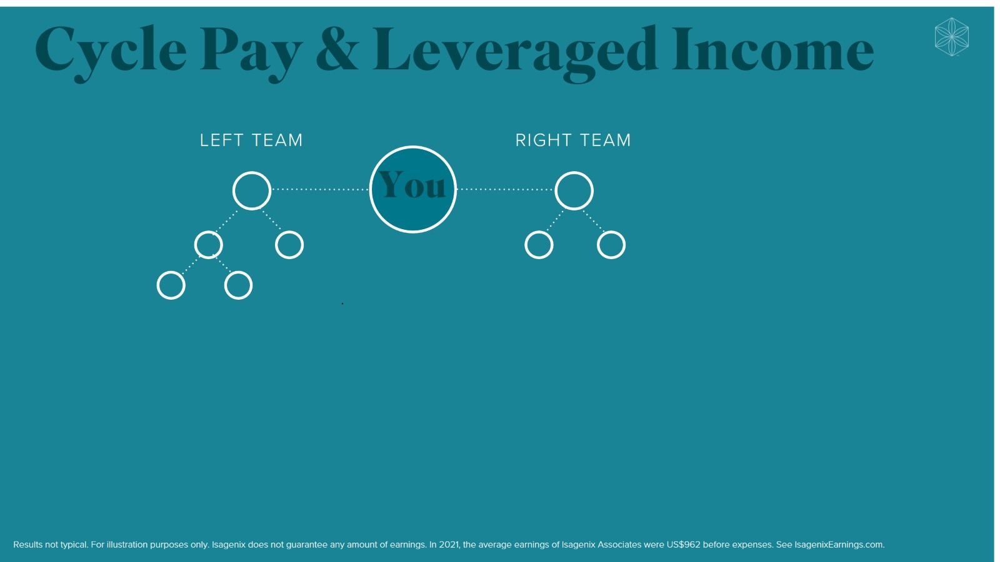 Cycle Pay & Leveraged Income
LEFT TEAM
RIGHT TEAM
You
Results not typical. For illustration purposes only. Isagenix does not guarantee any amount of earnings. In 2021, the average earnings of Isagenix Associates were US$962 before expenses. See IsagenixEarnings.com.